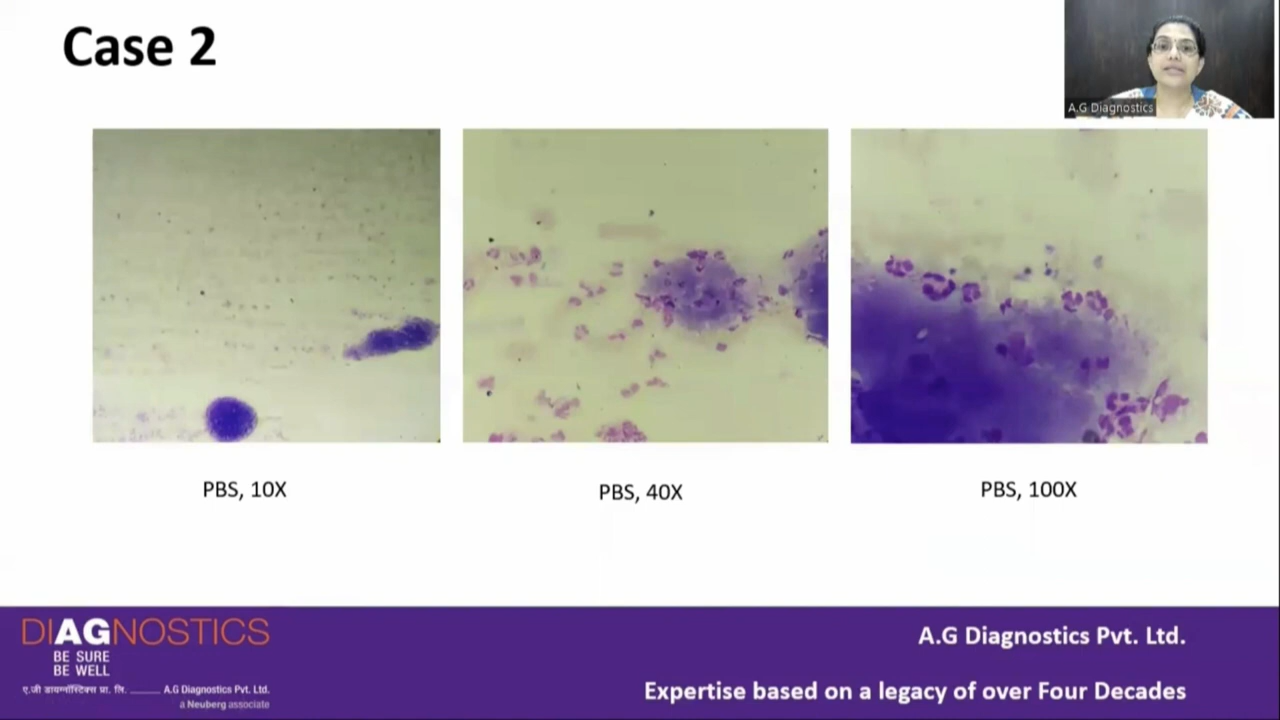 Case 2
A.G Diagnostics
PBS, 10X
PBS, 40X
PBS, 100X
DIAGNOSTICS
BE SURE
BE WELL
ए.जी डायग्नॉस्टिक्स प्रा. लि. A.G Diagnostics Pvt. Ltd.
a Neuberg associate
A.G Diagnostics Pvt. Ltd.
Expertise based on a legacy of over Four Decades